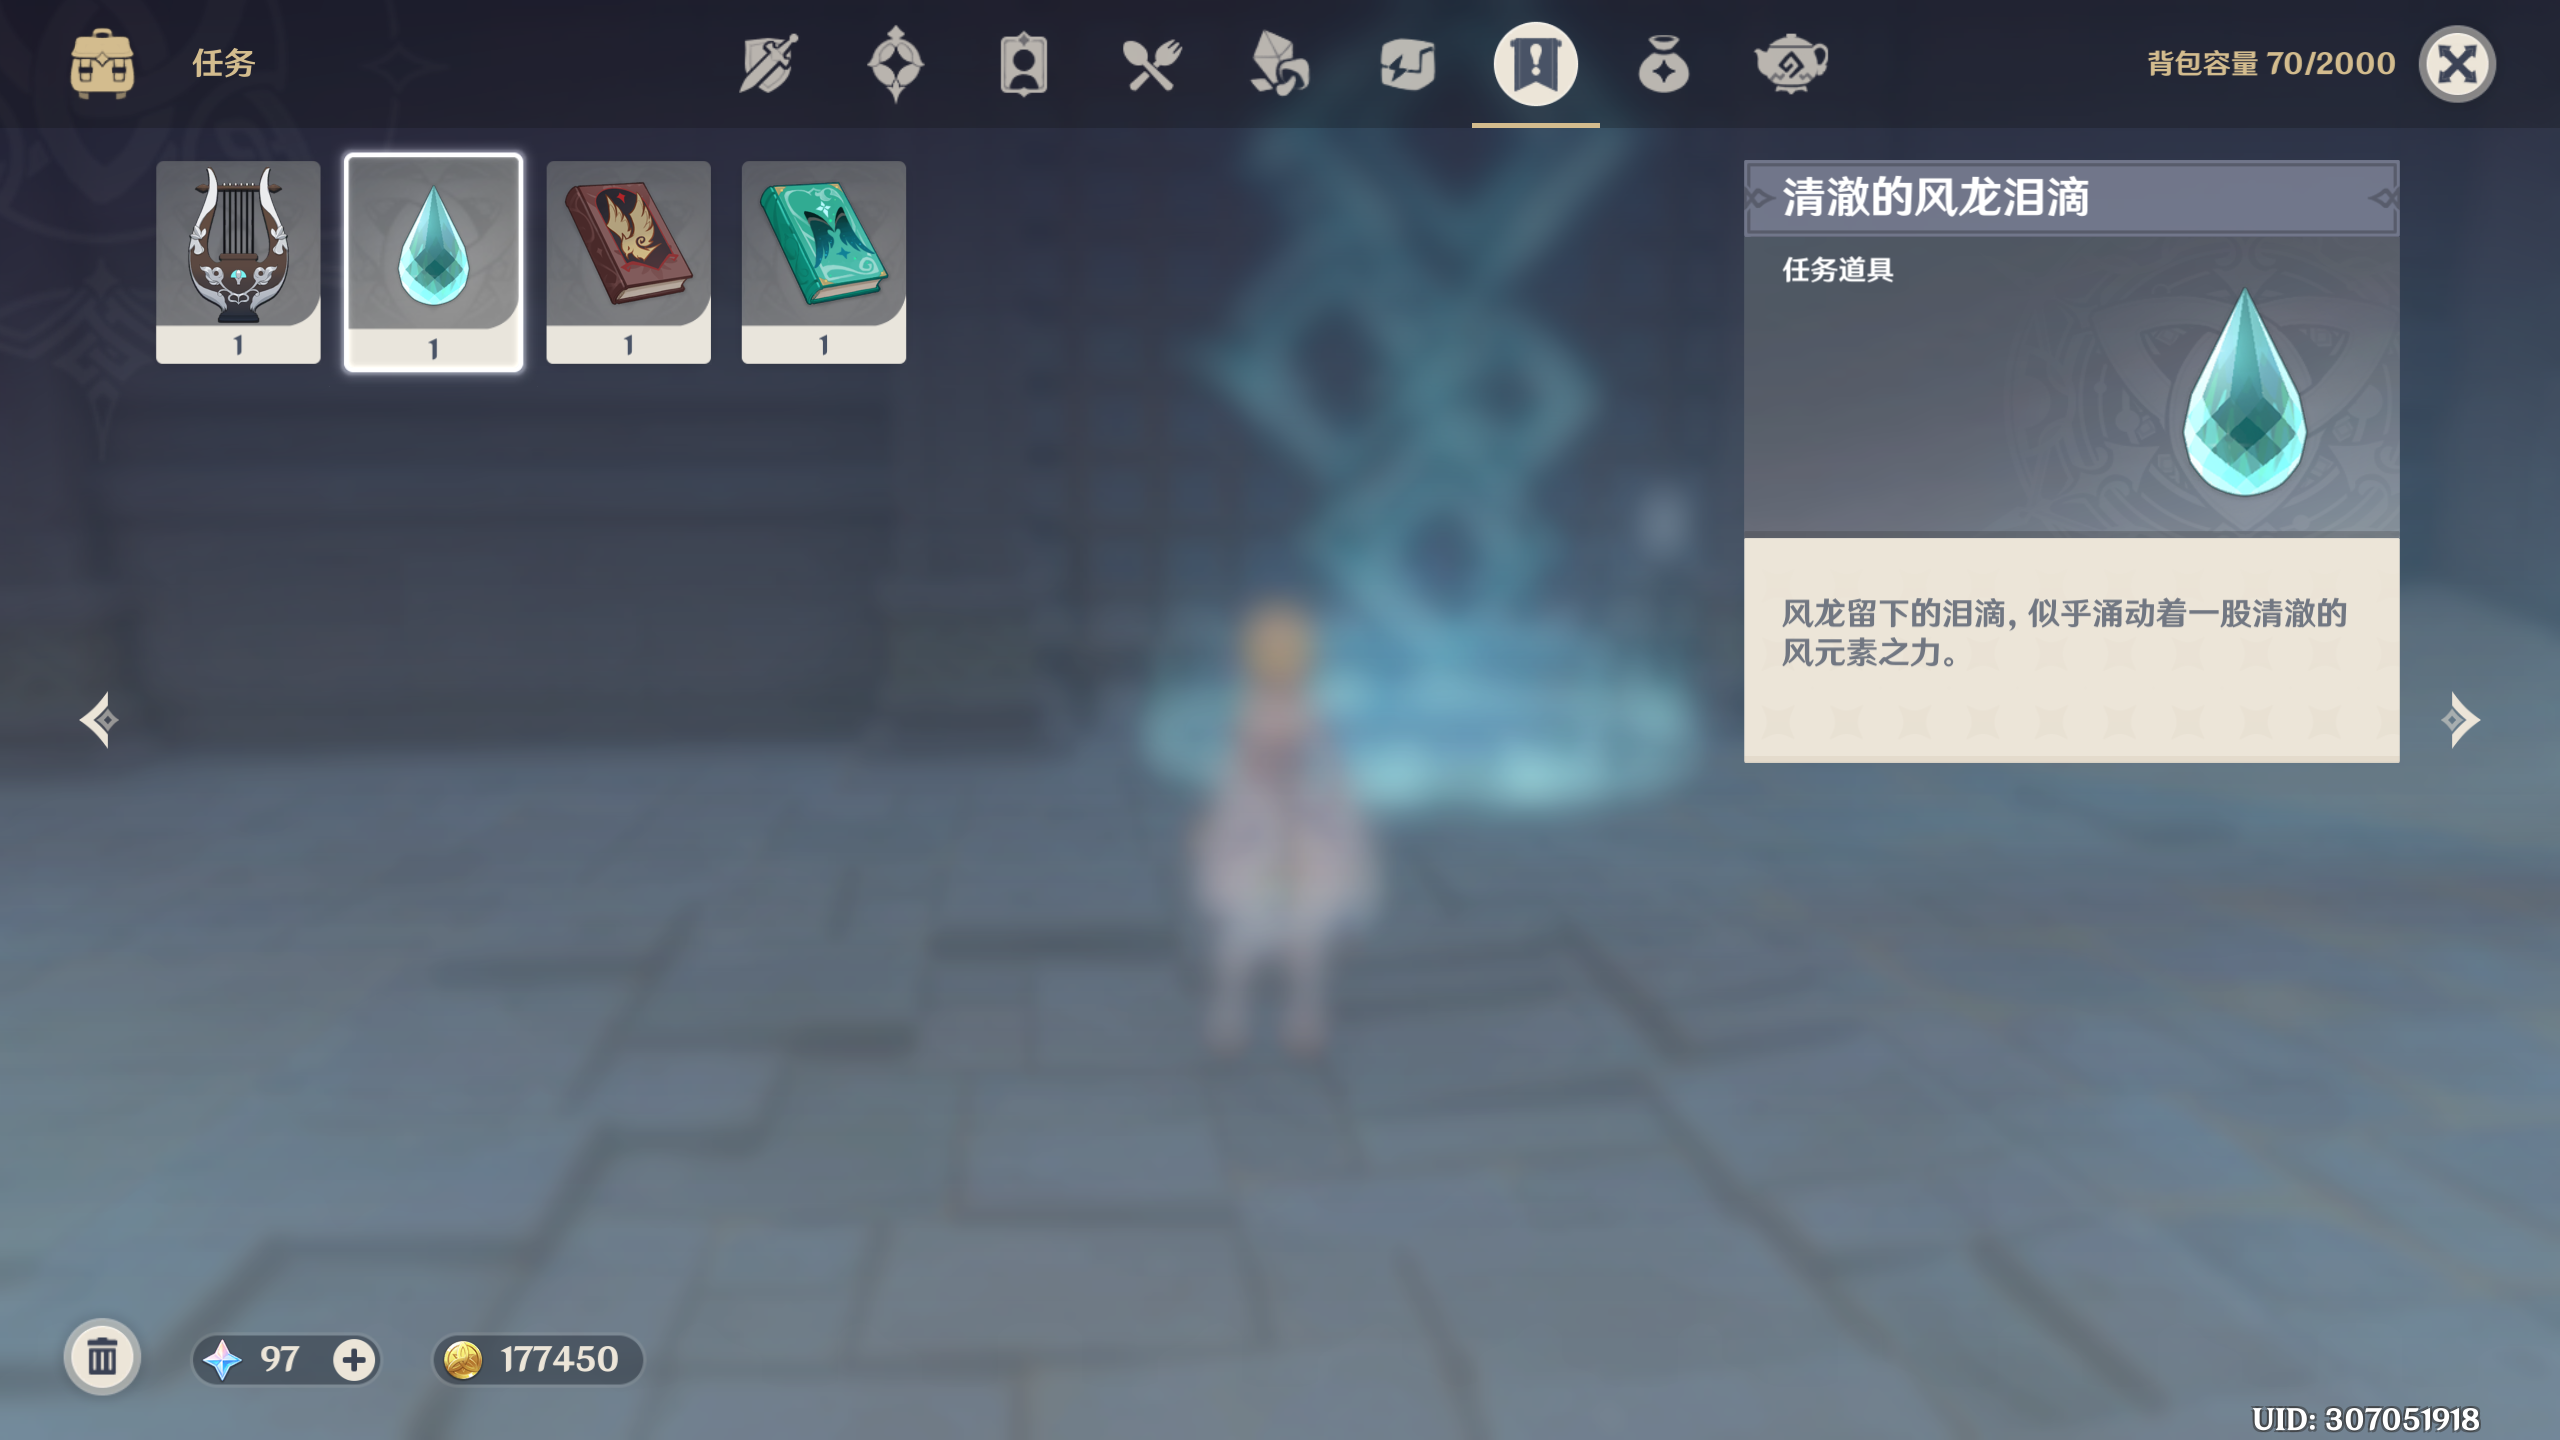 任务
背包容量 70/2000
1
1
1
1
清澈的风龙泪滴
任务道具
风龙留下的泪滴，似乎涌动着一股清澈的
风元素之力。
97
177450
UID: 307051918